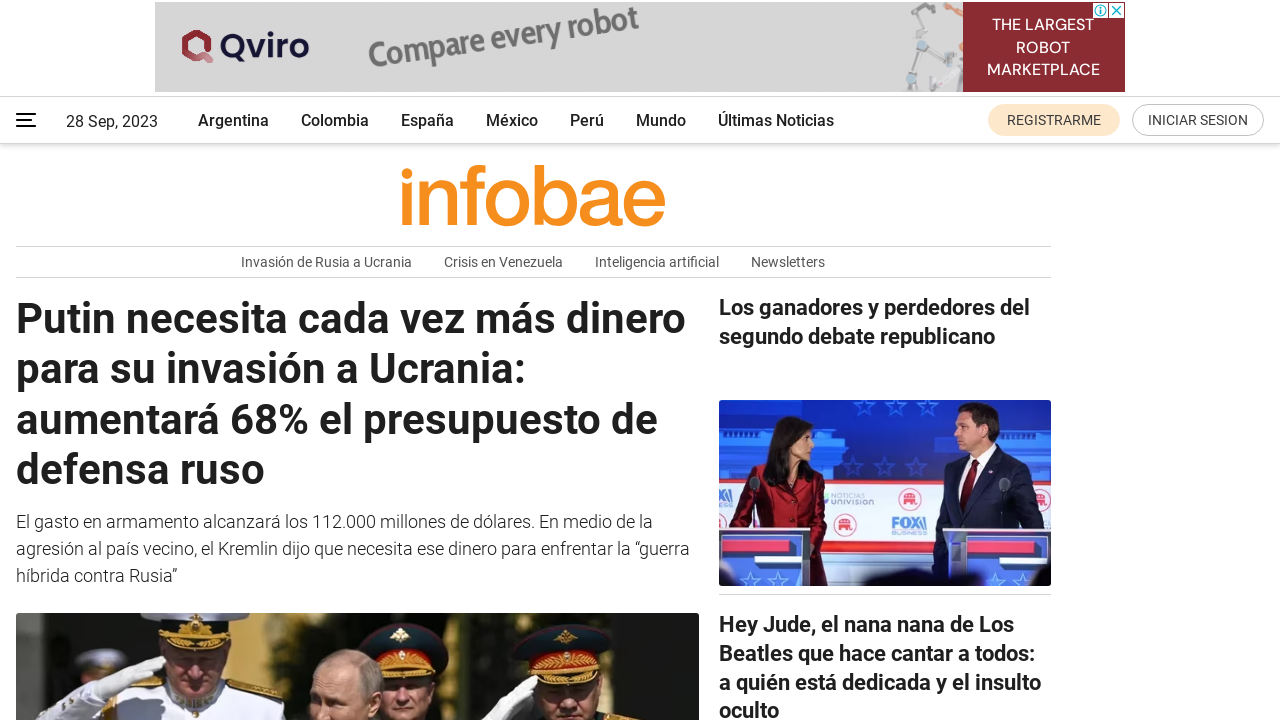 Qviro
Compare every robot
THE LARGEST
ROBOT
MARKETPLACE
28 Sep, 2023
Argentina
Colombia
España
México
Perú
Mundo
Últimas Noticias
REGISTRARME
INICIAR SESION
infobae
Invasión de Rusia a Ucrania
Crisis en Venezuela
Inteligencia artificial
Newsletters
Putin necesita cada vez más dinero
para su invasión a Ucrania:
aumentará 68% el presupuesto de
defensa ruso
El gasto en armamento alcanzará los 112.000 millones de dólares. En medio de la
agresión al país vecino, el Kremlin dijo que necesita ese dinero para enfrentar la “guerra
híbrida contra Rusia”
Los ganadores y perdedores del
segundo debate republicano
NOTICIAS
UNIVISION
FOX
BUSINESS
Hey Jude, el nana nana de Los
Beatles que hace cantar a todos:
a quién está dedicada y el insulto
oculto